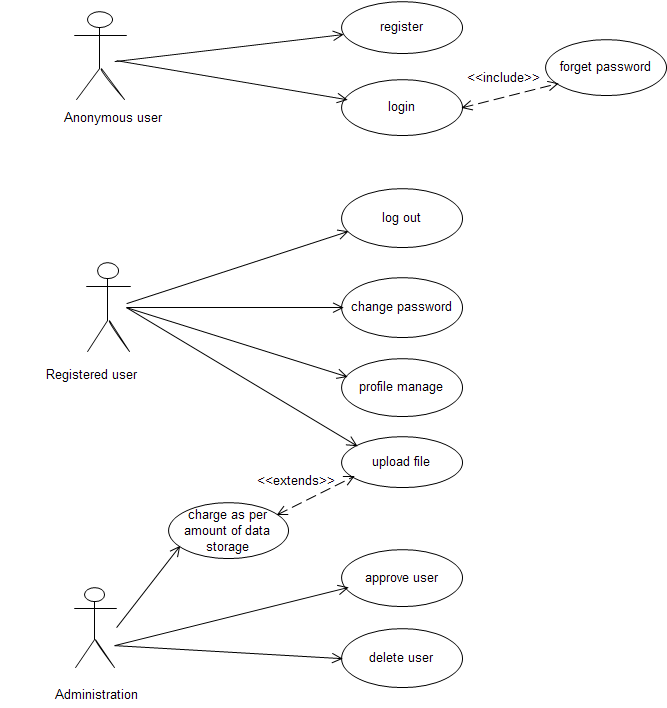 register
<<include>>
forget password
login
Anonymous user
log out
change password
Registered user
profile manage
upload file
<<extends>>
charge as per
amount of data
storage
approve user
delete user
Administration